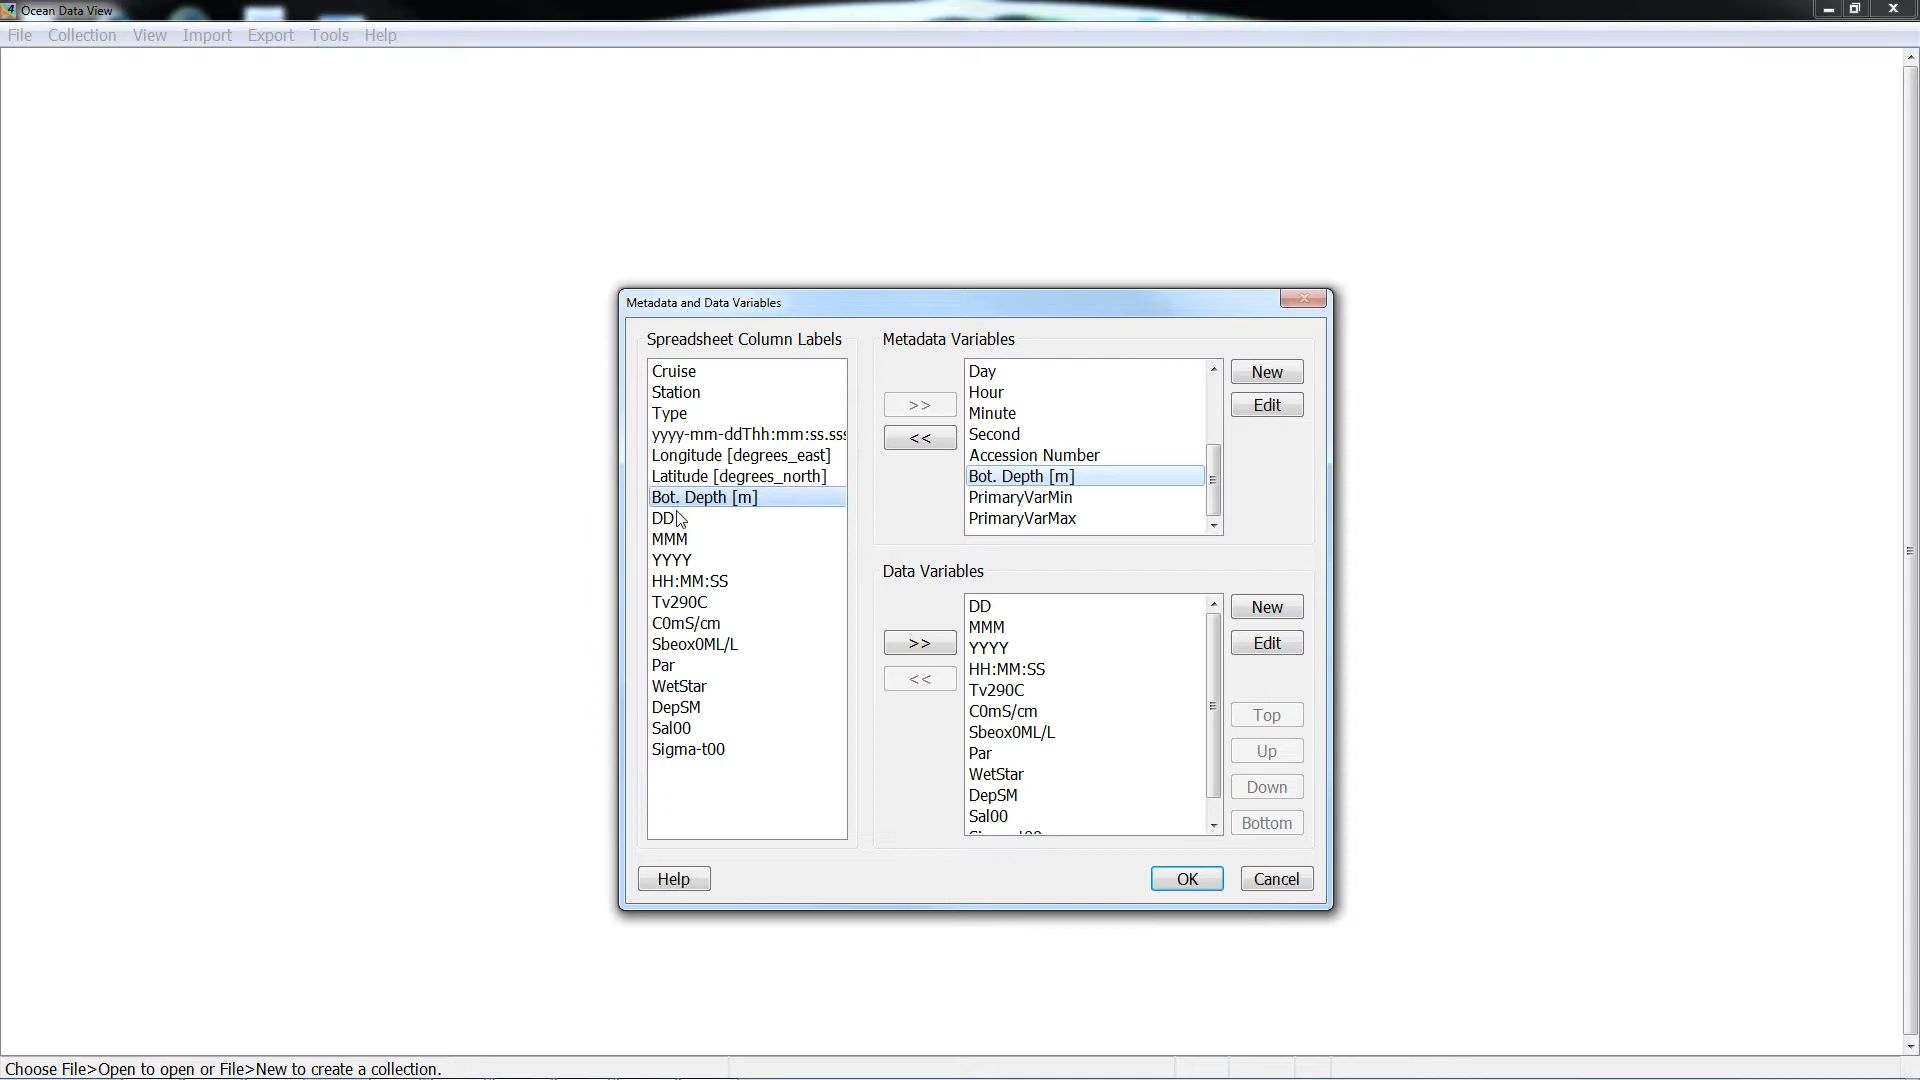 Ocean Data View
File Collection View Import Export Tools Help
Metadata and Data Variables
Spreadsheet Column Labels
Cruise
Station
Type
yyyy-mm-ddThh:mm:ss.sss
Longitude [degrees_east]
Latitude [degrees_north]
Bot. Depth [m]
DD
MMM
YYYY
HH:MM:SS
Tv290C
C0mS/cm
Sbeox0ML/L
Par
WetStar
DepSM
Sal00
Sigma-t00
Metadata Variables
>>
<<
Day
Hour
Minute
Second
Accession Number
Bot. Depth [m]
PrimaryVarMin
PrimaryVarMax
New
Edit
Data Variables
>>
<<
DD
MMM
YYYY
HH:MM:SS
Tv290C
C0mS/cm
Sbeox0ML/L
Par
WetStar
DepSM
Sal00
New
Edit
Top
Up
Down
Bottom
Help
OK
Cancel
Choose File>Open to open or File>New to create a collection.